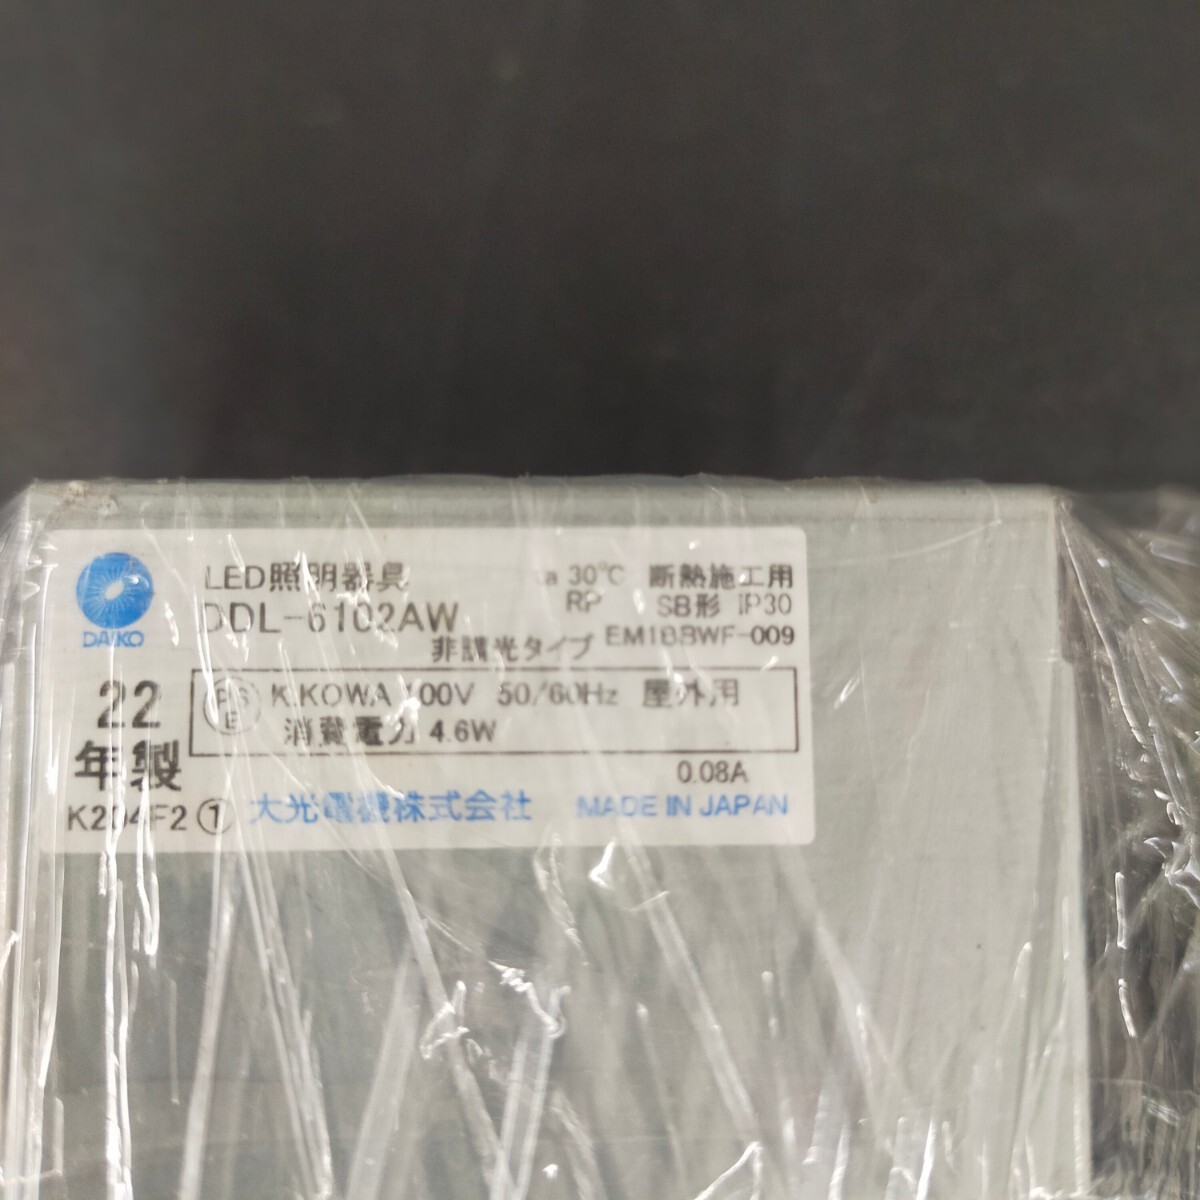 DAIKO
LED照明器具
DDL-6102AW
ta 30℃ 断熱施工用
RP SB形 IP30
非調光タイプ EM1BBWF-009
22
年製
PSE K.KOWA 100V 50/60Hz 屋外用
消費電力 4.6W
0.08A
K204F2 ① 大光電機株式会社 MADE IN JAPAN